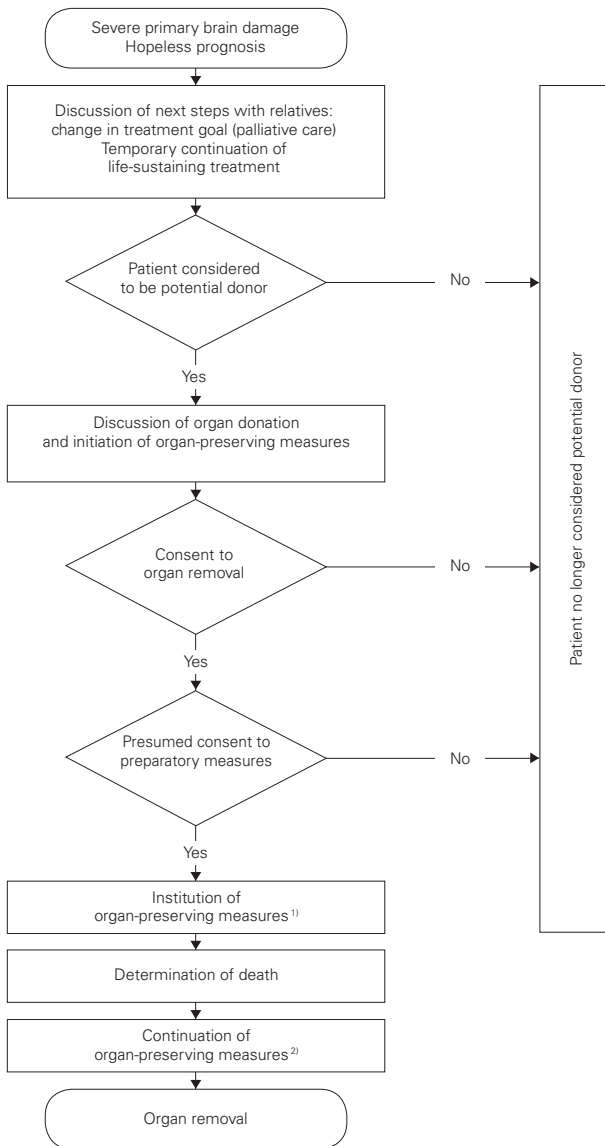 Severe primary brain damage
Hopeless prognosis
Discussion of next steps with relatives:
change in treatment goal (palliative care)
Temporary continuation of
life-sustaining treatment
Patient considered
to be potential donor
No
Yes
Discussion of organ donation
and initiation of organ-preserving measures
Consent to
organ removal
No
Yes
Presumed consent to
preparatory measures
No
Yes
Institution of
organ-preserving measures 1)
Determination of death
Continuation of
organ-preserving measures 2)
Organ removal
Patient no longer considered potential donor